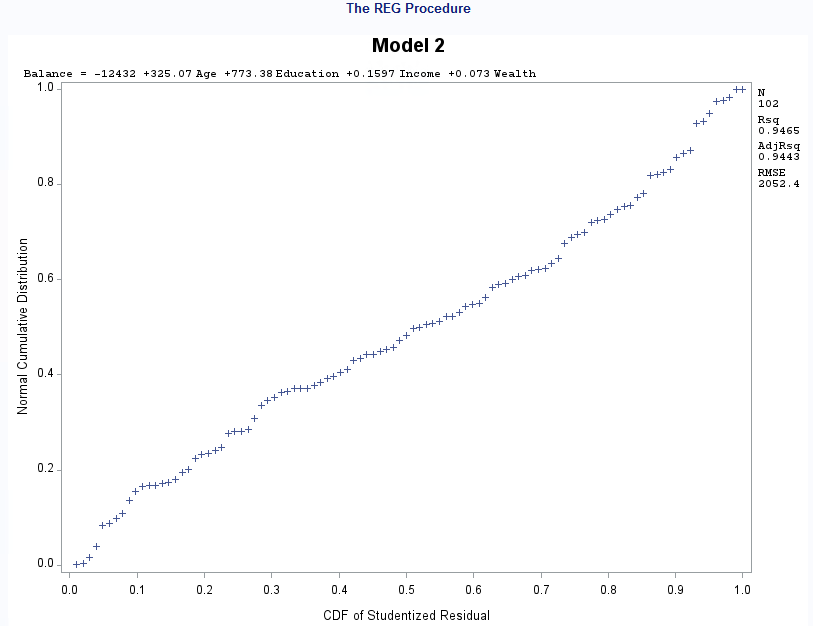 The REG Procedure
Model 2
Balance = -12432 +325.07 Age +773.38 Education +0.1597 Income +0.073 Wealth
N
102
Rsq
0.9465
AdjRsq
0.9443
RMSE
2052.4
1.0
0.8
0.6
0.4
0.2
0.0
Normal Cumulative Distribution
0.0 0.1 0.2 0.3 0.4 0.5 0.6 0.7 0.8 0.9 1.0
CDF of Studentized Residual